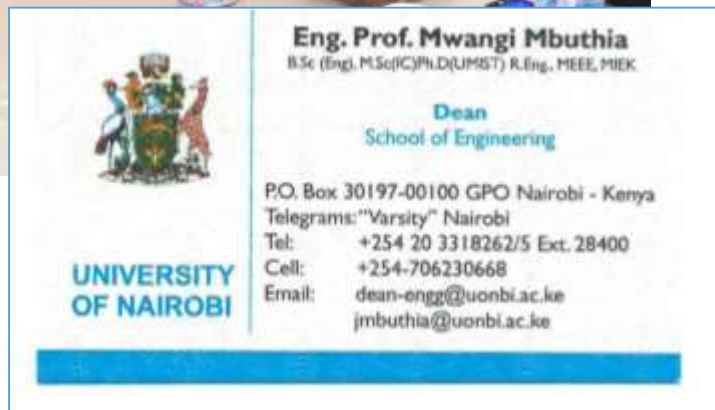 Eng. Prof. Mwangi Mbuthia
B.Sc (Eng), M.Sc(IC)Ph.D(UMIST) R.Eng., MEEE, MIEK
Dean
School of Engineering
P.O. Box 30197-00100 GPO Nairobi - Kenya
Telegrams:"Varsity" Nairobi
Tel: +254 20 3318262/5 Ext. 28400
Cell: +254-706230668
Email: dean-engg@uonbi.ac.ke
jmbuthia@uonbi.ac.ke
UNIVERSITY
OF NAIROBI